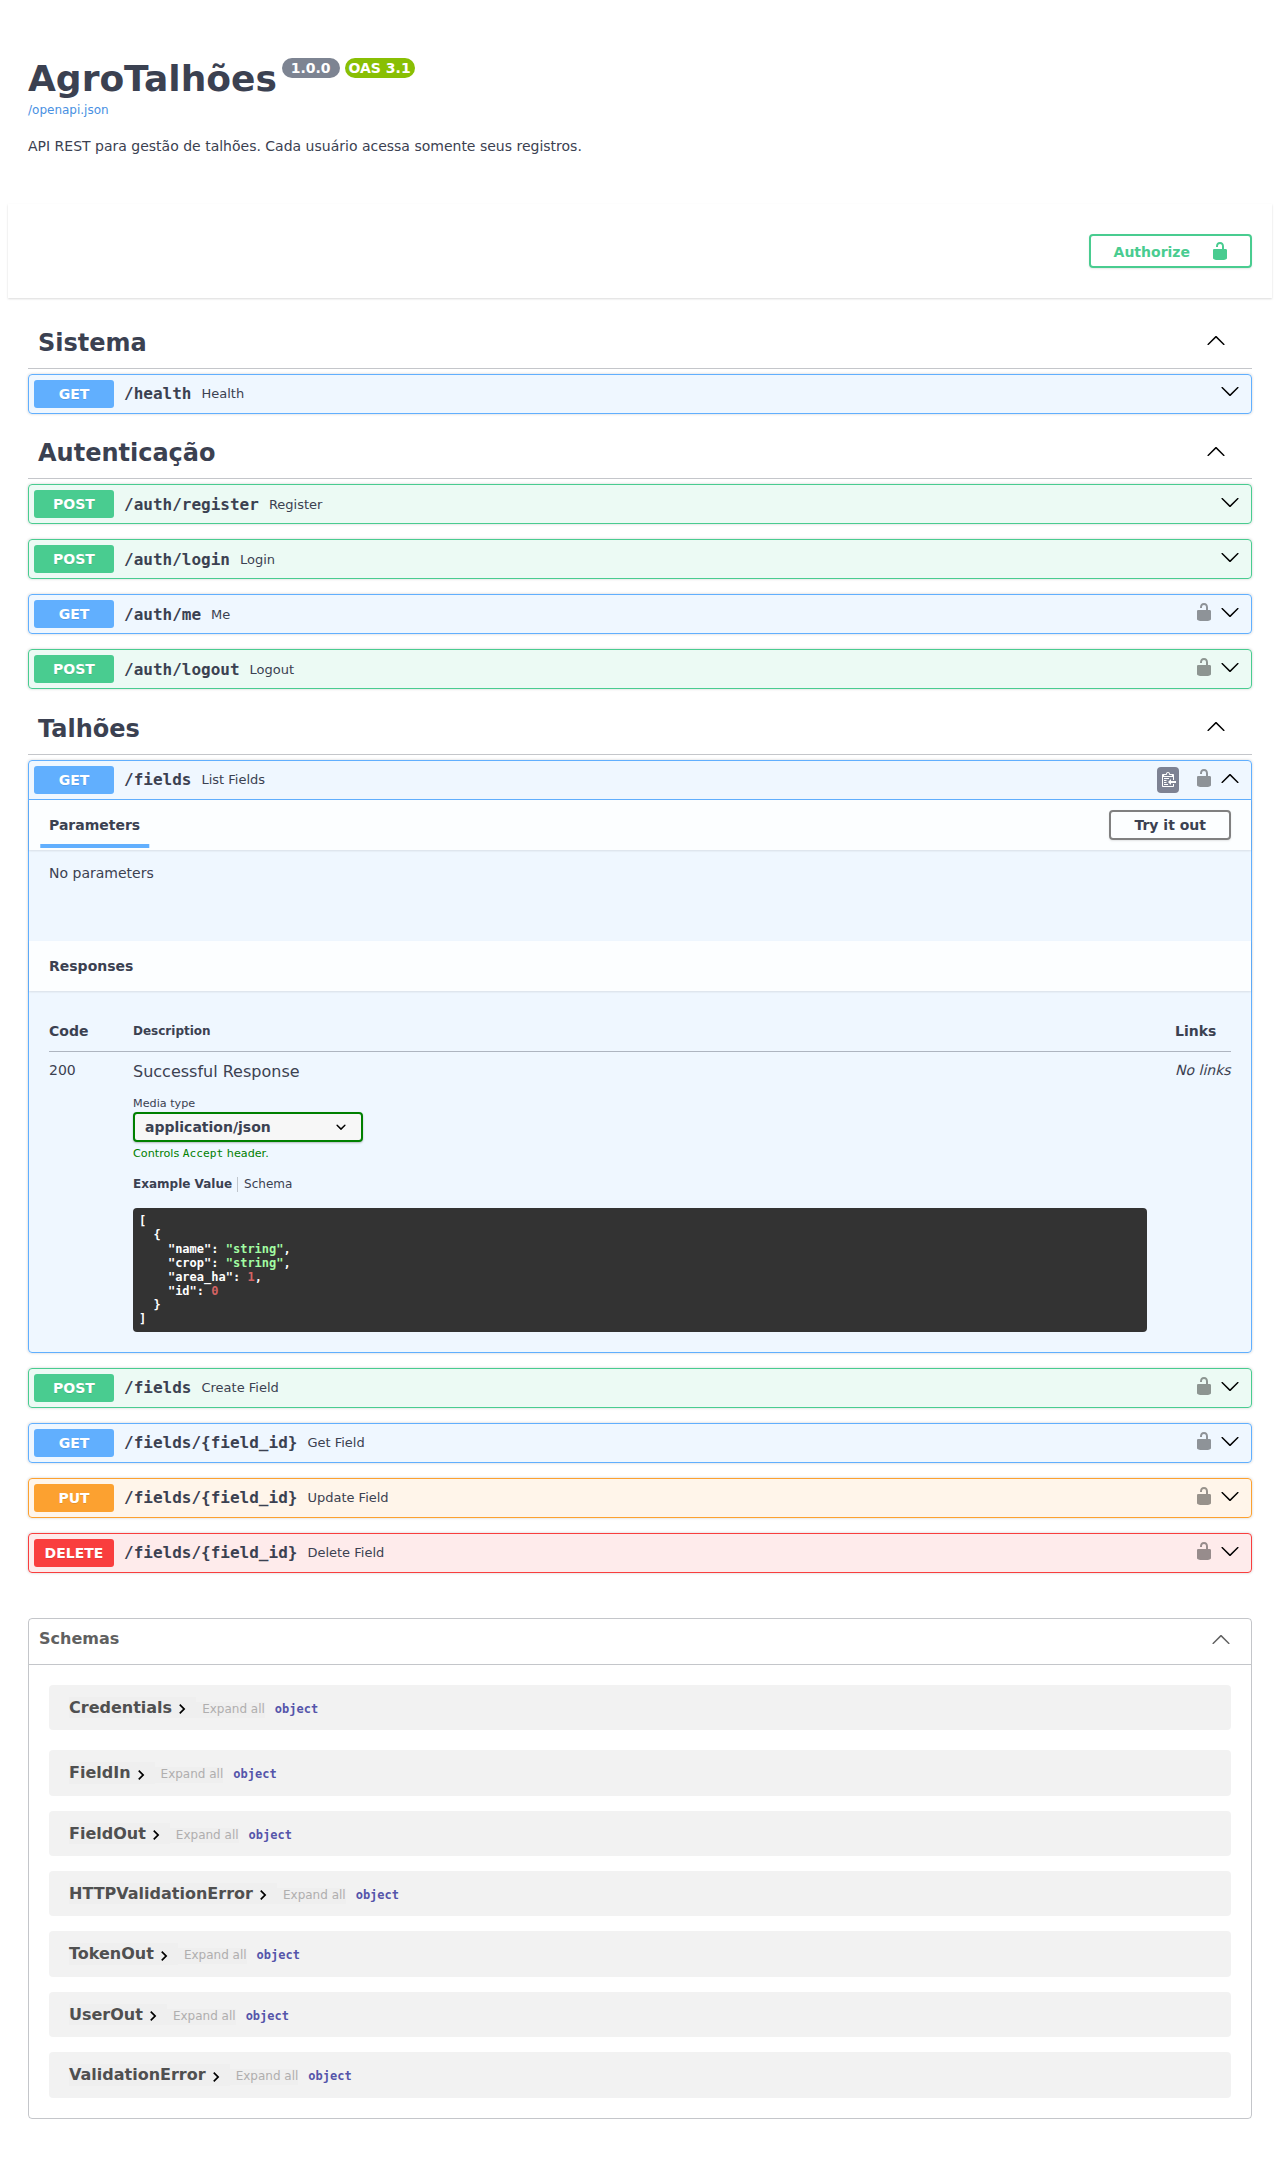 AgroTalhões 1.0.0 OAS 3.1
/openapi.json
API REST para gestão de talhões. Cada usuário acessa somente seus registros.
Authorize
Sistema
GET /health Health
Autenticação
POST /auth/register Register
POST /auth/login Login
GET /auth/me Me
POST /auth/logout Logout
Talhões
GET /fields List Fields
Parameters Try it out
No parameters
Responses
Code Description Links
200 Successful Response No links
Media type
application/json
Controls Accept header.
Example Value Schema
[
{
"name": "string",
"crop": "string",
"area_ha": 1,
"id": 0
}
]
POST /fields Create Field
GET /fields/{field_id} Get Field
PUT /fields/{field_id} Update Field
DELETE /fields/{field_id} Delete Field
Schemas
Credentials Expand all object
FieldIn Expand all object
FieldOut Expand all object
HTTPValidationError Expand all object
TokenOut Expand all object
UserOut Expand all object
ValidationError Expand all object